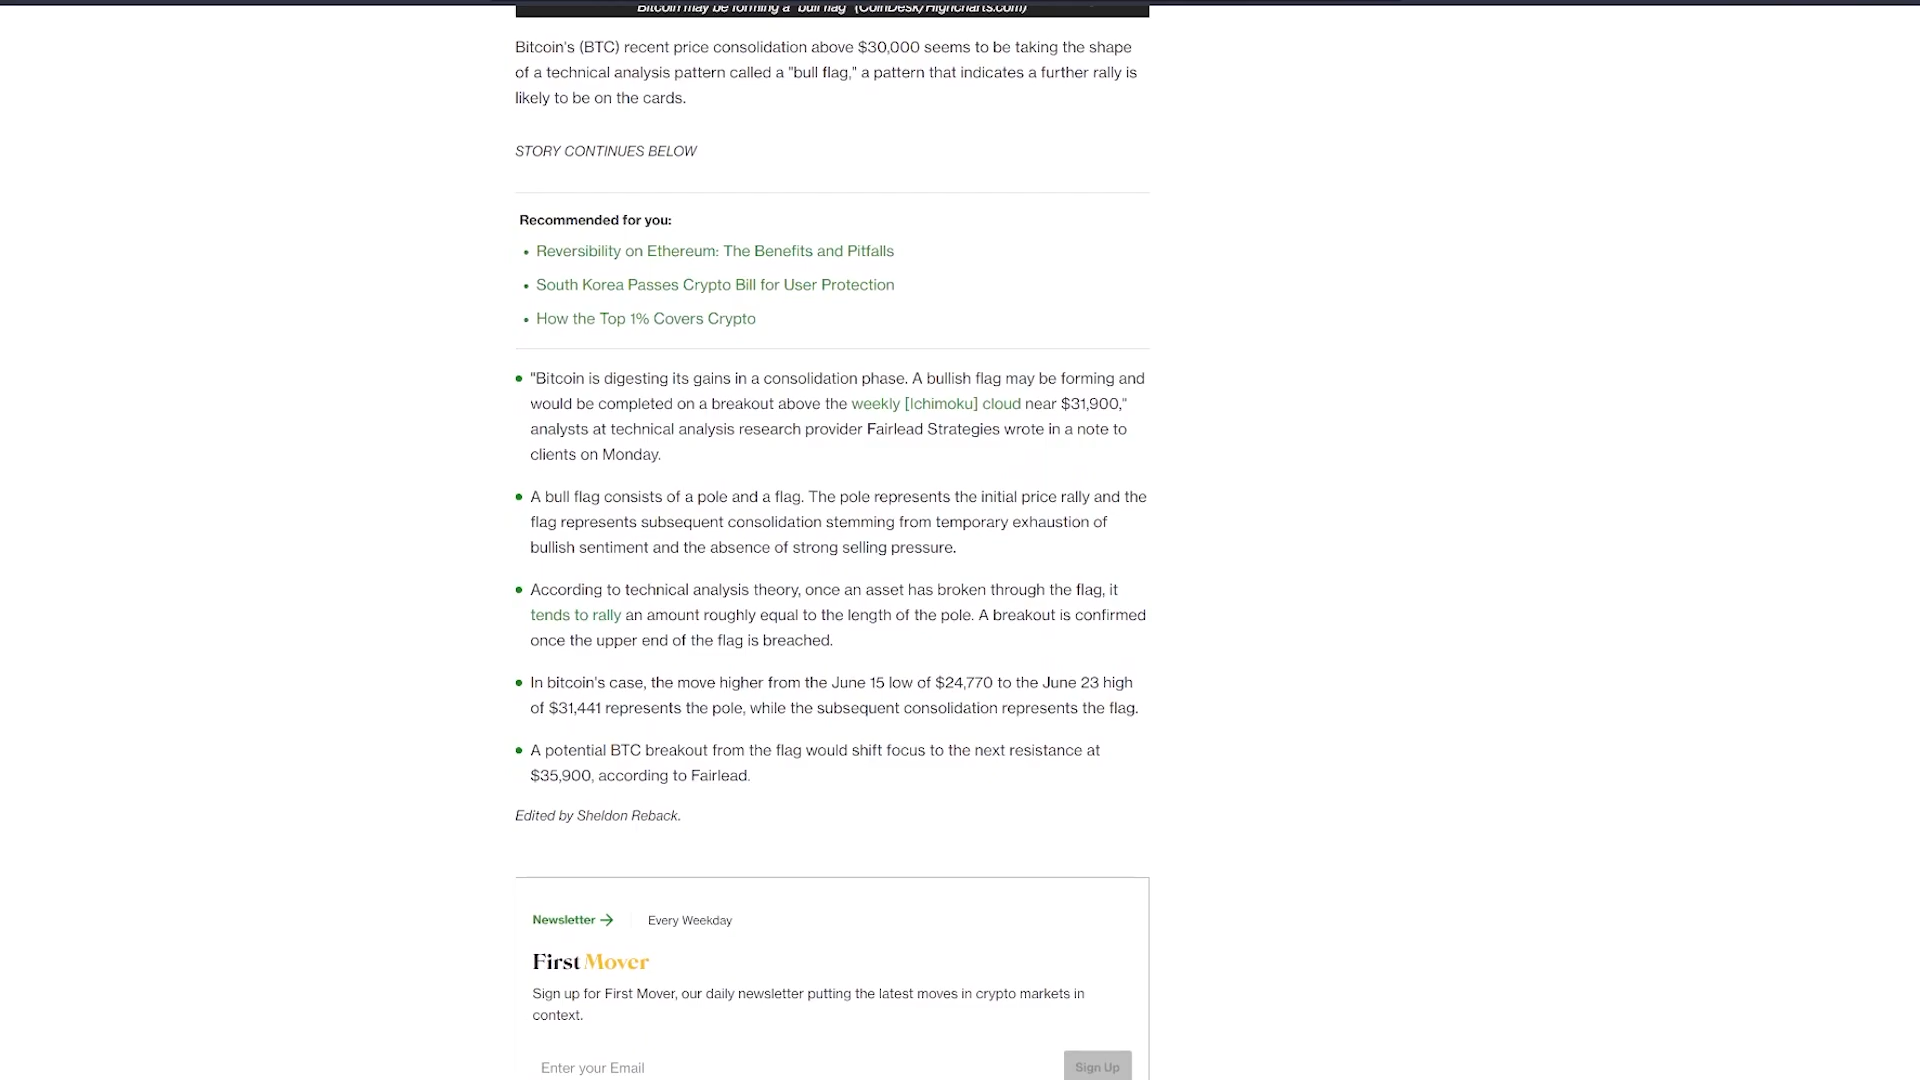 Bitcoin may be forming a "bull flag" (CoinDesk/Highcharts.com)
Bitcoin's (BTC) recent price consolidation above $30,000 seems to be taking the shape
of a technical analysis pattern called a "bull flag," a pattern that indicates a further rally is
likely to be on the cards.
STORY CONTINUES BELOW
Recommended for you:
• Reversibility on Ethereum: The Benefits and Pitfalls
• South Korea Passes Crypto Bill for User Protection
• How the Top 1% Covers Crypto
• "Bitcoin is digesting its gains in a consolidation phase. A bullish flag may be forming and
would be completed on a breakout above the weekly [Ichimoku] cloud near $31,900,"
analysts at technical analysis research provider Fairlead Strategies wrote in a note to
clients on Monday.
• A bull flag consists of a pole and a flag. The pole represents the initial price rally and the
flag represents subsequent consolidation stemming from temporary exhaustion of
bullish sentiment and the absence of strong selling pressure.
• According to technical analysis theory, once an asset has broken through the flag, it
tends to rally an amount roughly equal to the length of the pole. A breakout is confirmed
once the upper end of the flag is breached.
• In bitcoin's case, the move higher from the June 15 low of $24,770 to the June 23 high
of $31,441 represents the pole, while the subsequent consolidation represents the flag.
• A potential BTC breakout from the flag would shift focus to the next resistance at
$35,900, according to Fairlead.
Edited by Sheldon Reback.
Newsletter → Every Weekday
First Mover
Sign up for First Mover, our daily newsletter putting the latest moves in crypto markets in
context.
Enter your Email Sign Up